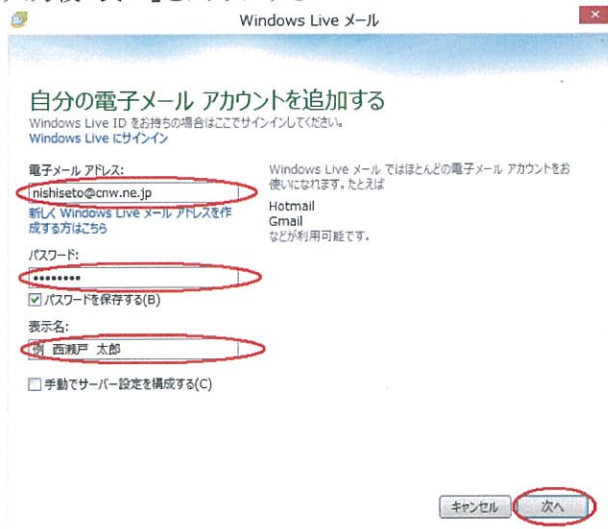 Windows Live メール
自分の電子メール アカウントを追加する
Windows Live ID をお持ちの場合はここでサインインしてください。
Windows Live にサインイン
電子メール アドレス:
nishiseto@cnw.ne.jp
新しく Windows Live メール アドレスを作
成する方はこちら
パスワード:
••••••••
パスワードを保存する(B)
表示名:
例 西瀬戸 太郎
手動でサーバー設定を構成する(C)
Windows Live メール ではほとんどの電子メール アカウントをお
使いになれます。たとえば
Hotmail
Gmail
などが利用可能です。
キャンセル
次へ